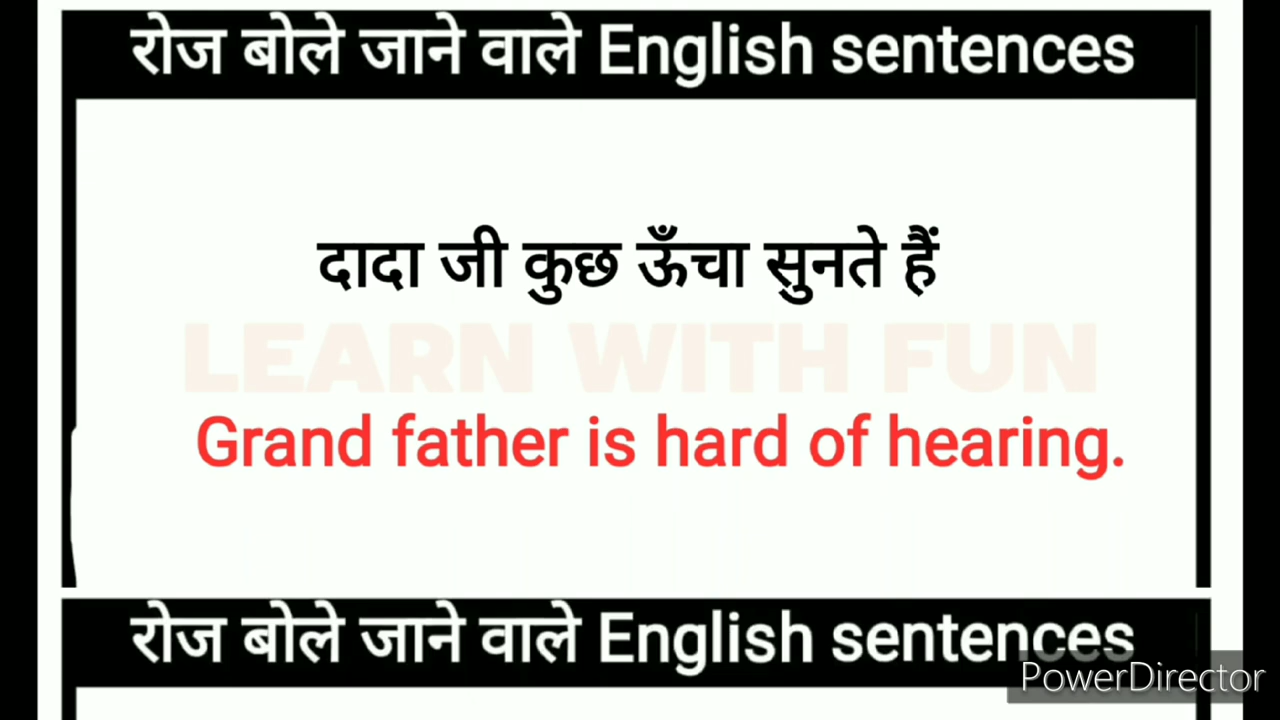 रोज बोले जाने वाले English sentences
दादा जी कुछ ऊँचा सुनते हैं
LEARN WITH FUN
Grand father is hard of hearing.
रोज बोले जाने वाले English sentences
PowerDirector